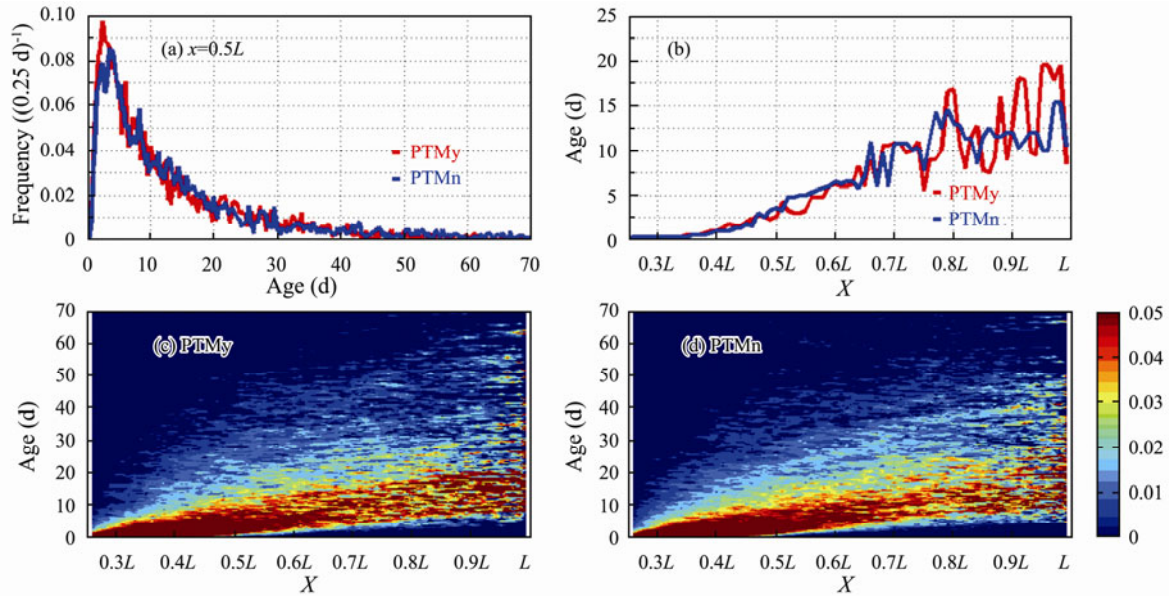 0.10
0.08
0.06
0.04
0.02
0
Frequency ((0.25 d)⁻¹)
(a) x=0.5L
PTMy
PTMn
0 10 20 30 40 50 60 70
Age (d)
25
20
15
10
5
0
Age (d)
(b)
PTMy
PTMn
0.3L 0.4L 0.5L 0.6L 0.7L 0.8L 0.9L L
X
70
60
50
40
30
20
10
0
Age (d)
(c) PTMy
0.3L 0.4L 0.5L 0.6L 0.7L 0.8L 0.9L L
X
70
60
50
40
30
20
10
0
Age (d)
(d) PTMn
0.3L 0.4L 0.5L 0.6L 0.7L 0.8L 0.9L L
X
0.05
0.04
0.03
0.02
0.01
0